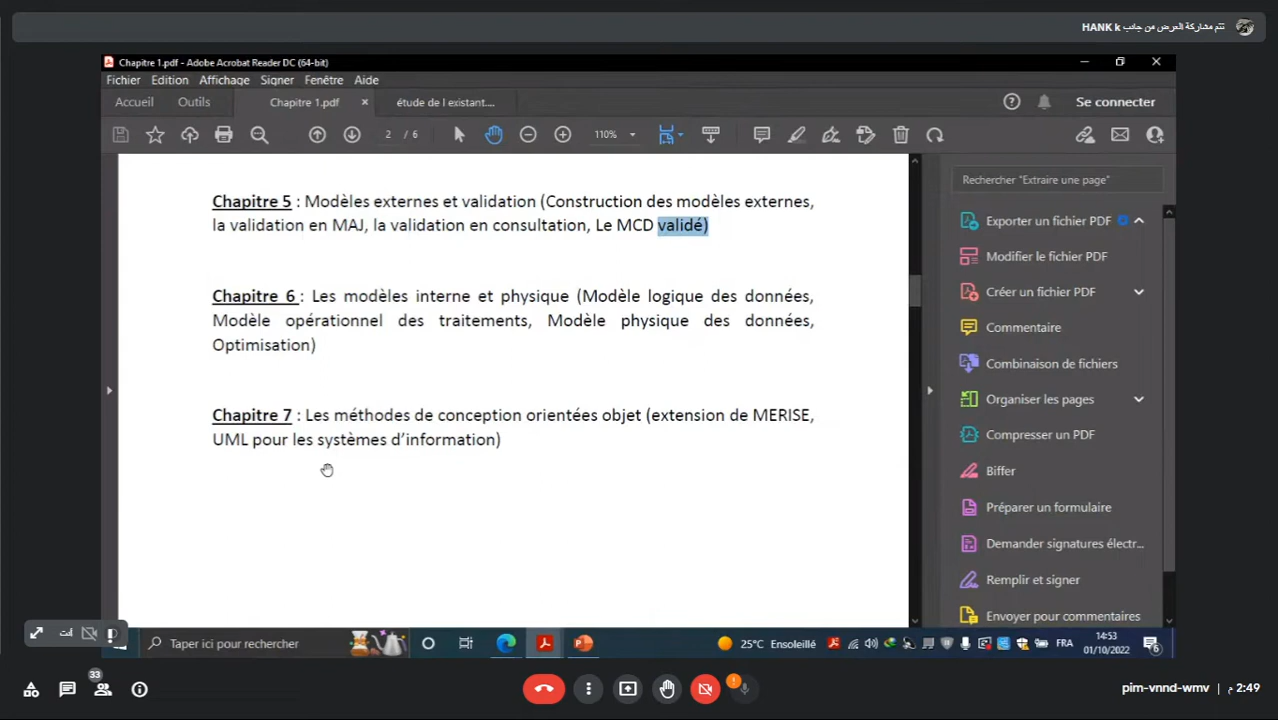 تتم مشاركة العرض من جانب HANK k
Chapitre 1.pdf - Adobe Acrobat Reader DC (64-bit)
Fichier Edition Affichage Signer Fenêtre Aide
Accueil Outils Chapitre 1.pdf × étude de l existant.... Se connecter
2 / 6 110%
Rechercher "Extraire une page"
Chapitre 5 : Modèles externes et validation (Construction des modèles externes,
la validation en MAJ, la validation en consultation, Le MCD validé)
Chapitre 6 : Les modèles interne et physique (Modèle logique des données,
Modèle opérationnel des traitements, Modèle physique des données,
Optimisation)
Chapitre 7 : Les méthodes de conception orientées objet (extension de MERISE,
UML pour les systèmes d’information)
Exporter un fichier PDF
Modifier le fichier PDF
Créer un fichier PDF
Commentaire
Combinaison de fichiers
Organiser les pages
Compresser un PDF
Biffer
Préparer un formulaire
Demander signatures électr...
Remplir et signer
Envoyer pour commentaires
انت
Taper ici pour rechercher
25°C Ensoleillé FRA 14:53
01/10/2022
6
33
pim-vnnd-wmv | 2:49 م